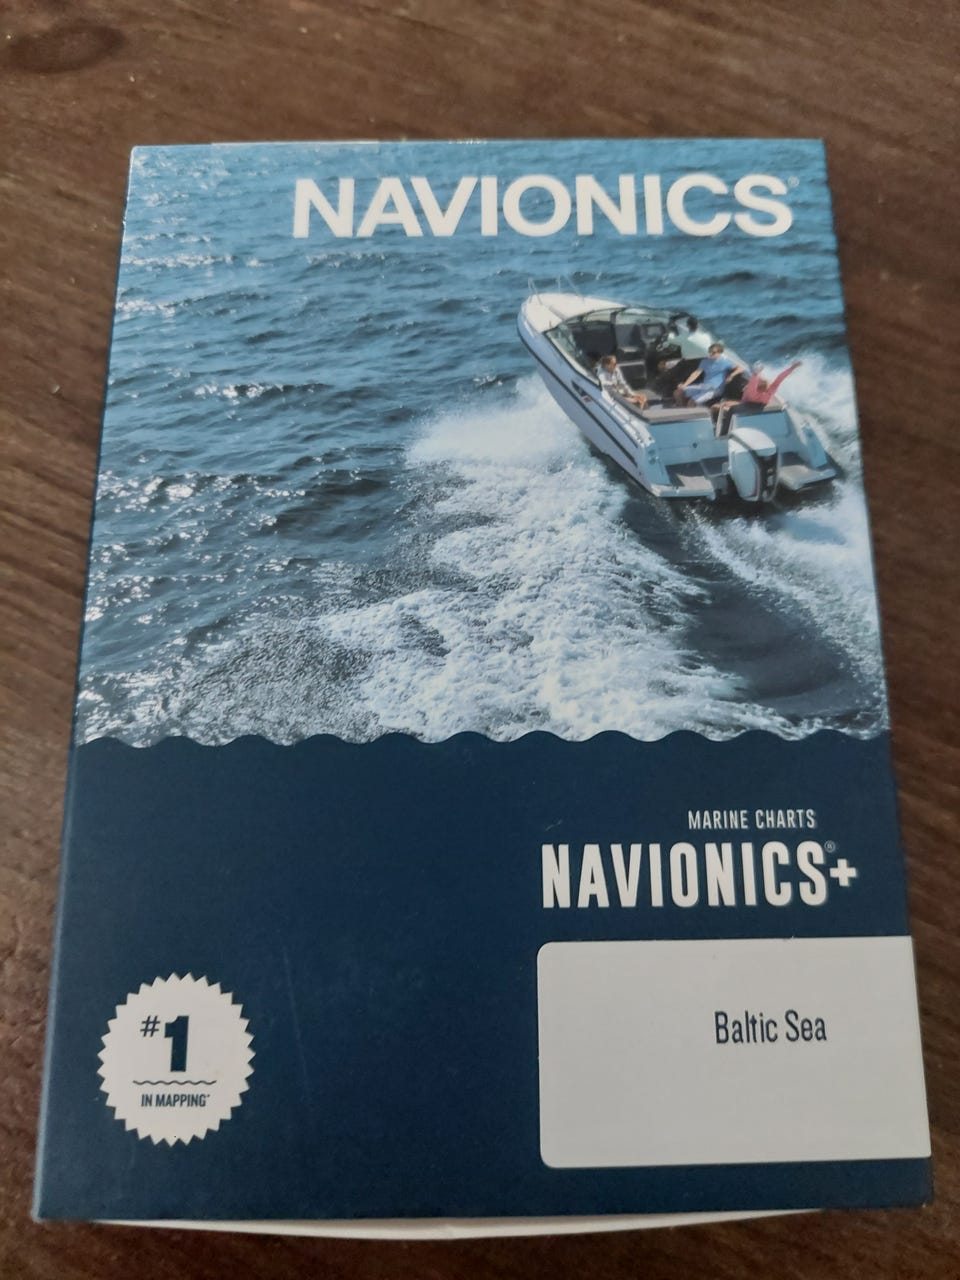 NAVIONICS®
MARINE CHARTS
NAVIONICS®+
Baltic Sea
#1
IN MAPPING*